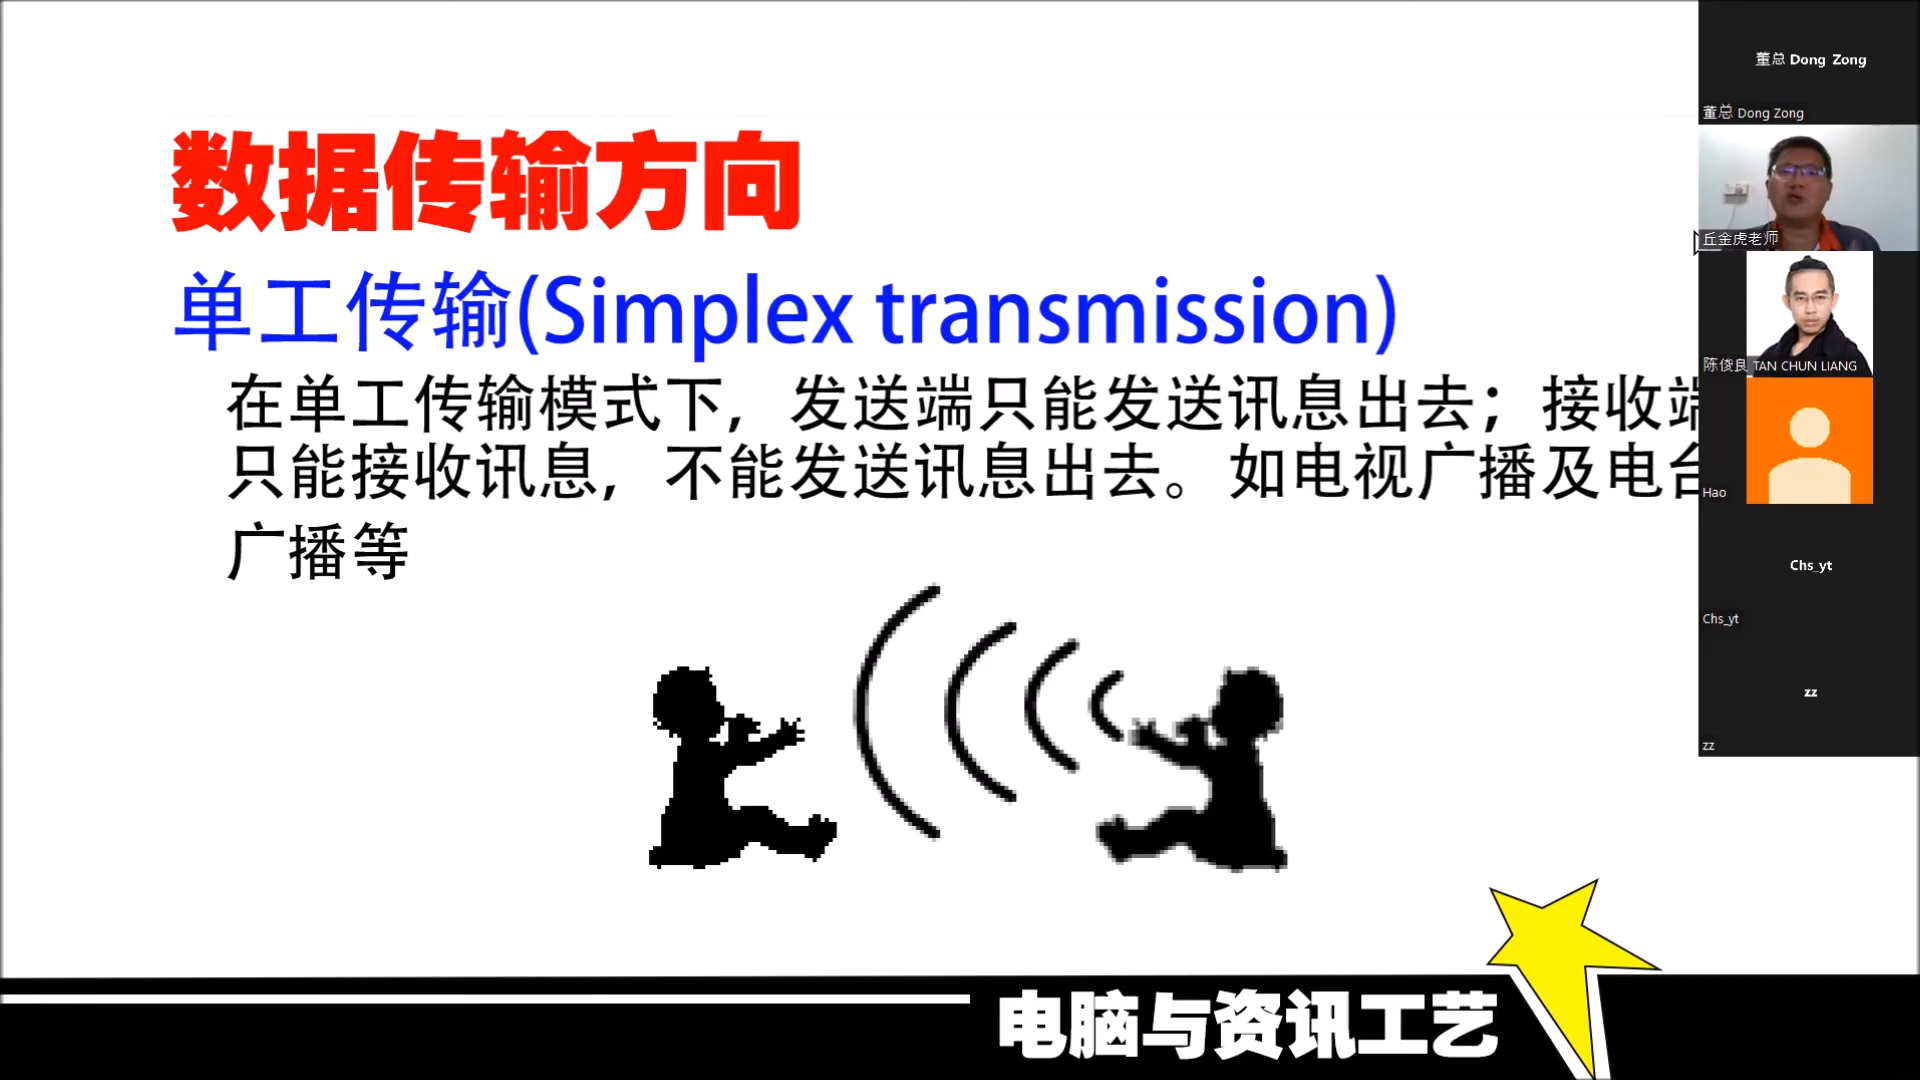 数据传输方向
单工传输(Simplex transmission)
在单工传输模式下，发送端只能发送讯息出去；接收端
只能接收讯息，不能发送讯息出去。如电视广播及电台
广播等
电脑与资讯工艺
董总 Dong Zong
董总 Dong Zong
丘金虎老师
陈俊良 TAN CHUN LIANG
Hao
Chs_yt
Chs_yt
zz
zz